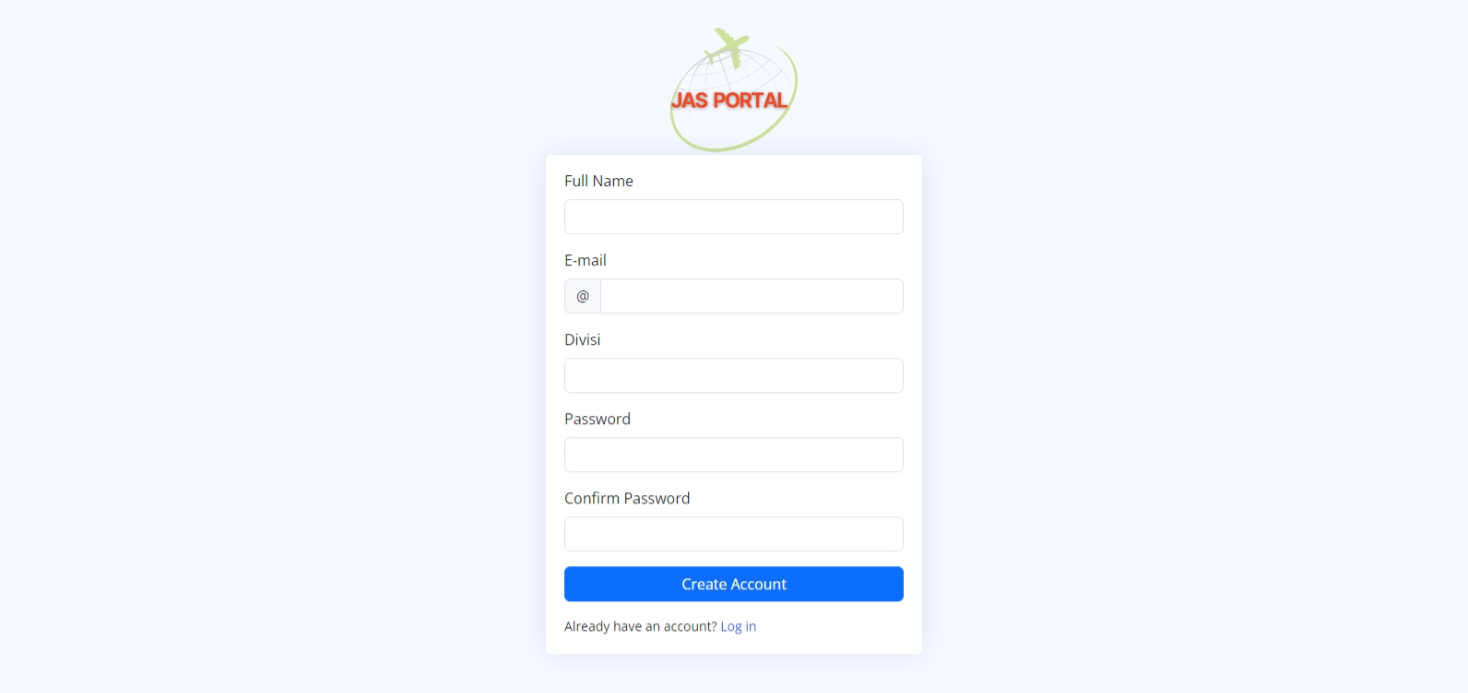 JAS PORTAL
Full Name
E-mail
@
Divisi
Password
Confirm Password
Create Account
Already have an account? Log in